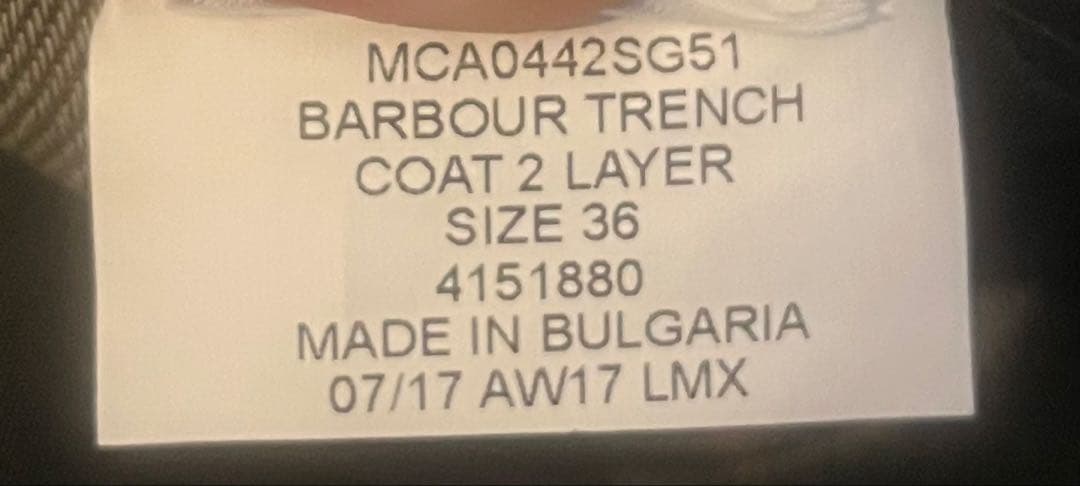 MCA0442SG51
BARBOUR TRENCH
COAT 2 LAYER
SIZE 36
4151880
MADE IN BULGARIA
07/17 AW17 LMX